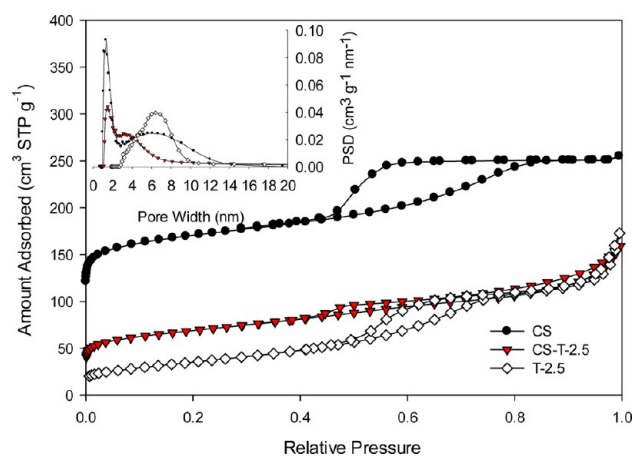 400
350
300
250
200
150
100
50
0
Amount Adsorbed (cm³ STP g⁻¹)
0.0 0.2 0.4 0.6 0.8 1.0
Relative Pressure
0.10
0.08
0.06
0.04
0.02
0.00
PSD (cm3 g-1 nm-1)
0 2 4 6 8 10 12 14 16 18 20
Pore Width (nm)
CS
CS-T-2.5
T-2.5